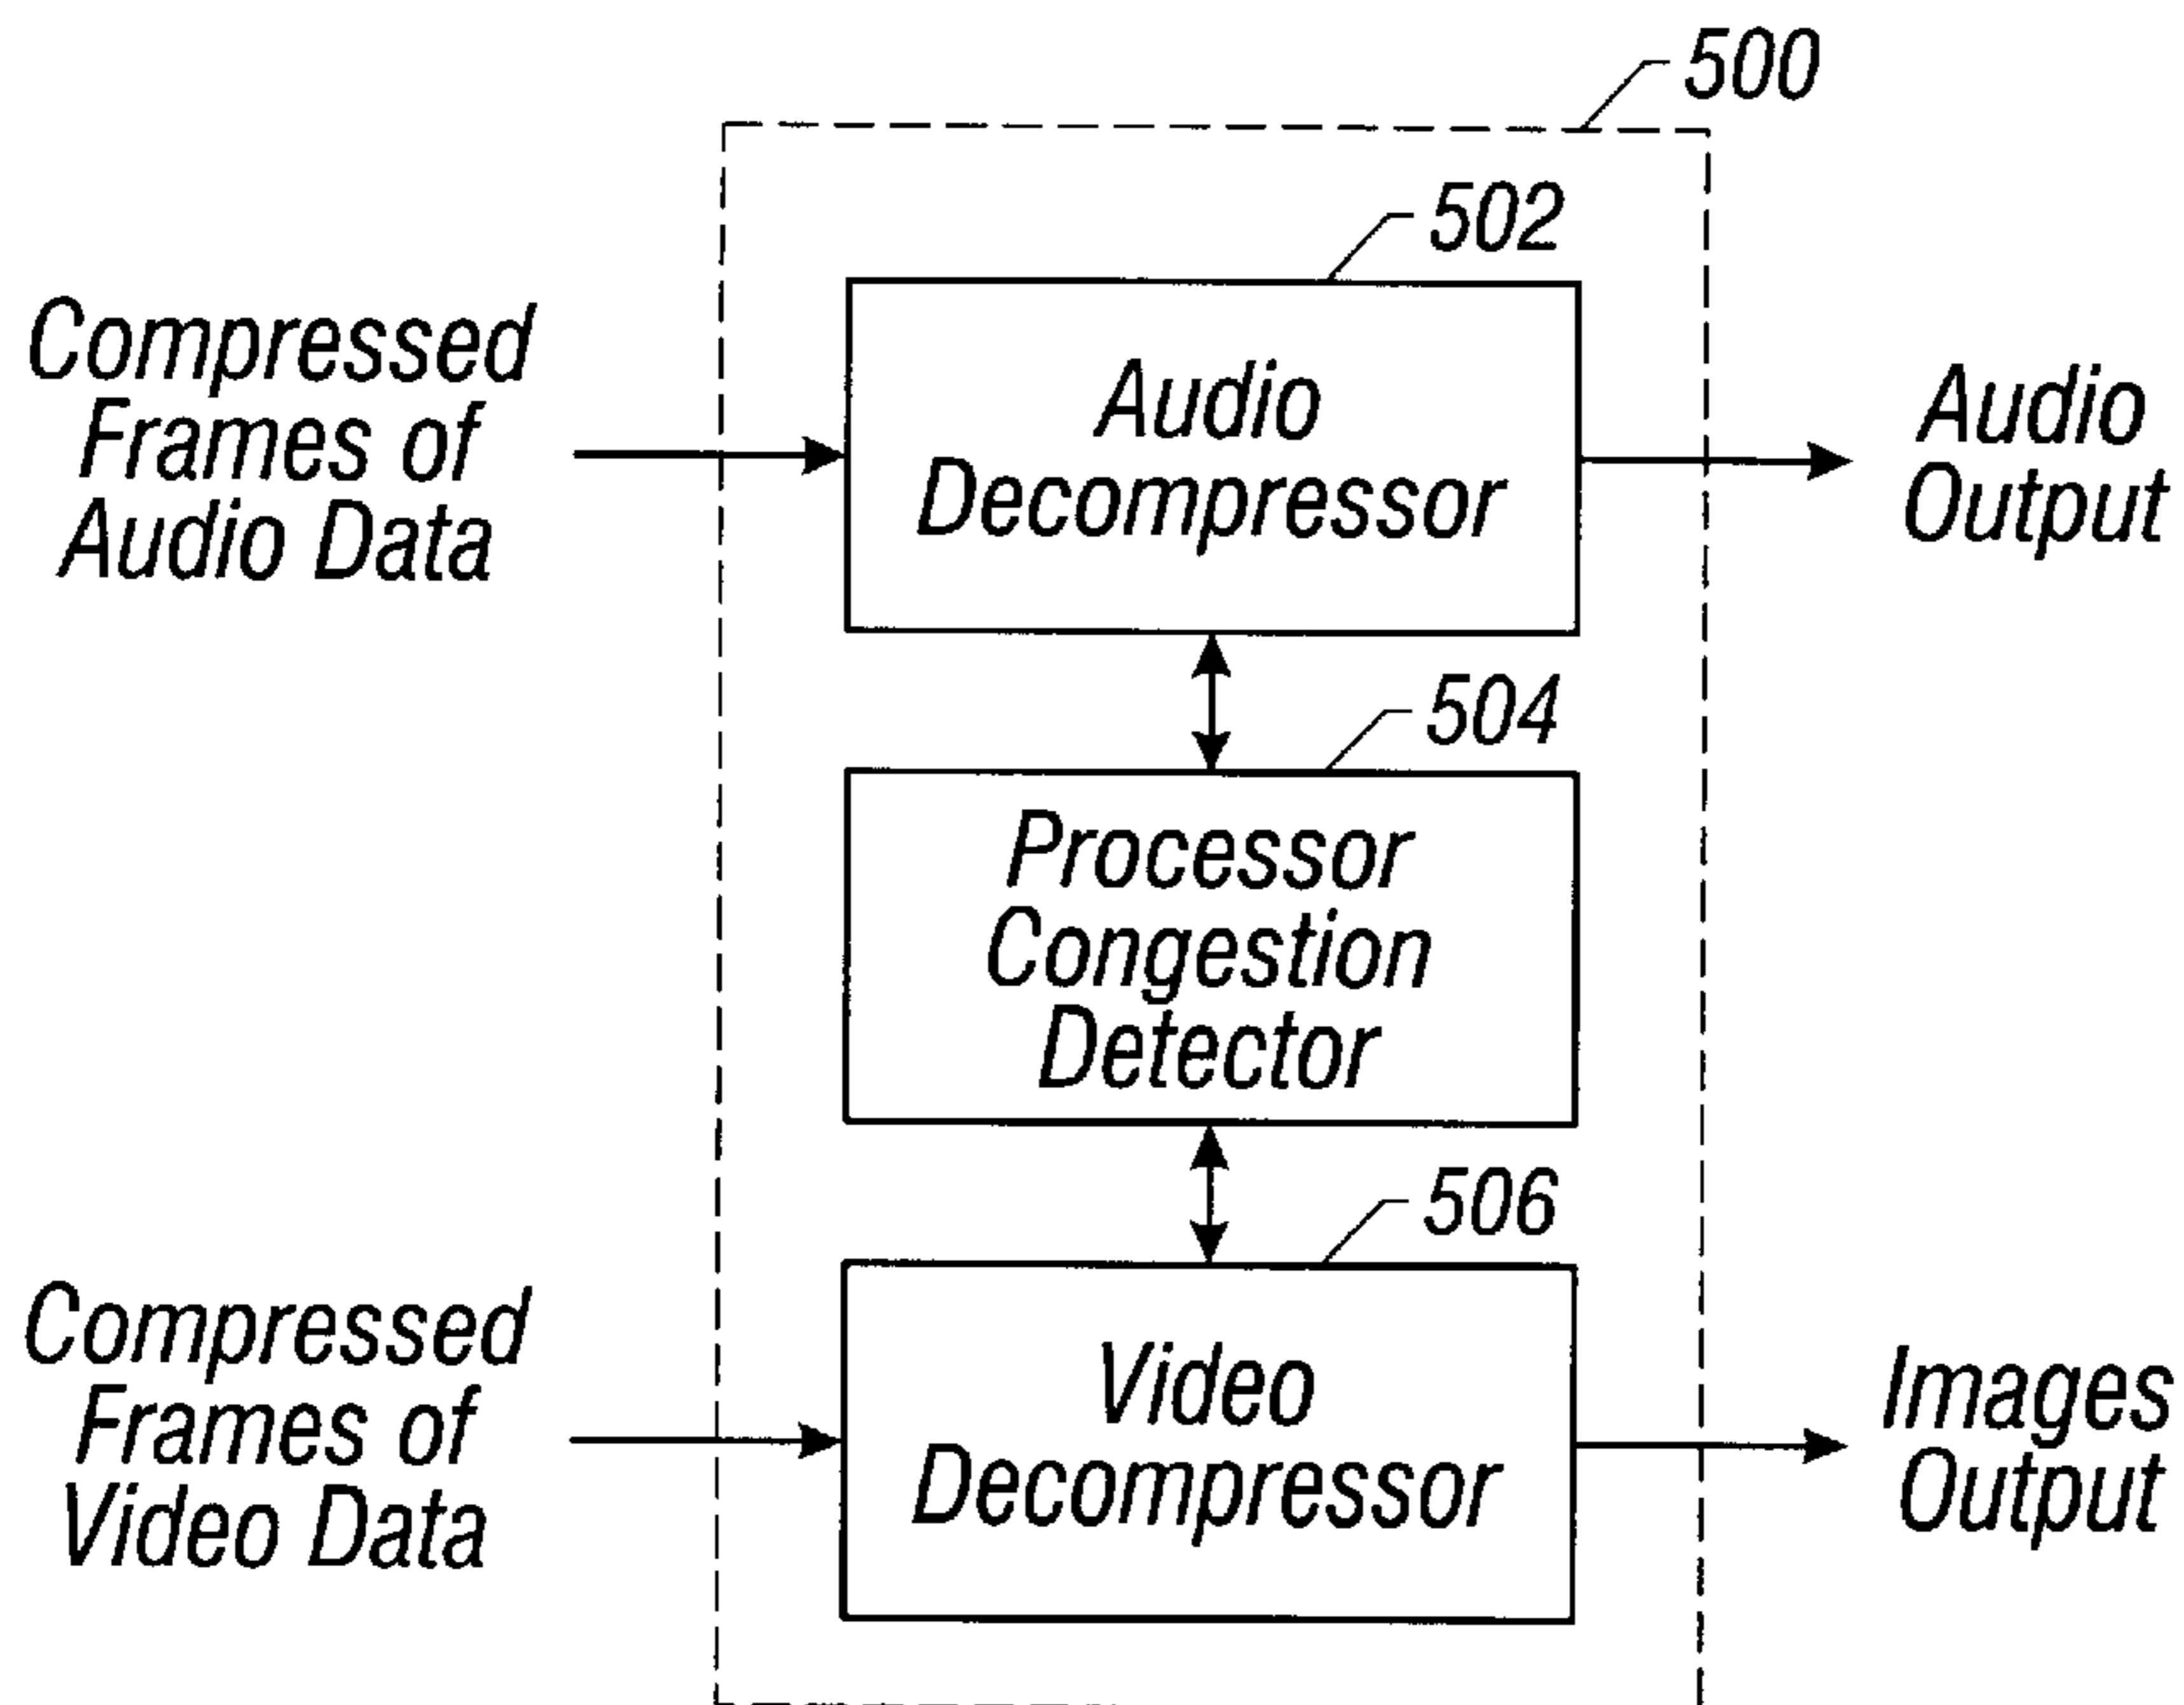 500
502
Compressed
Frames of
Audio Data
Audio
Decompressor
Audio
Output
504
Processor
Congestion
Detector
506
Compressed
Frames of
Video Data
Video
Decompressor
Images
Output